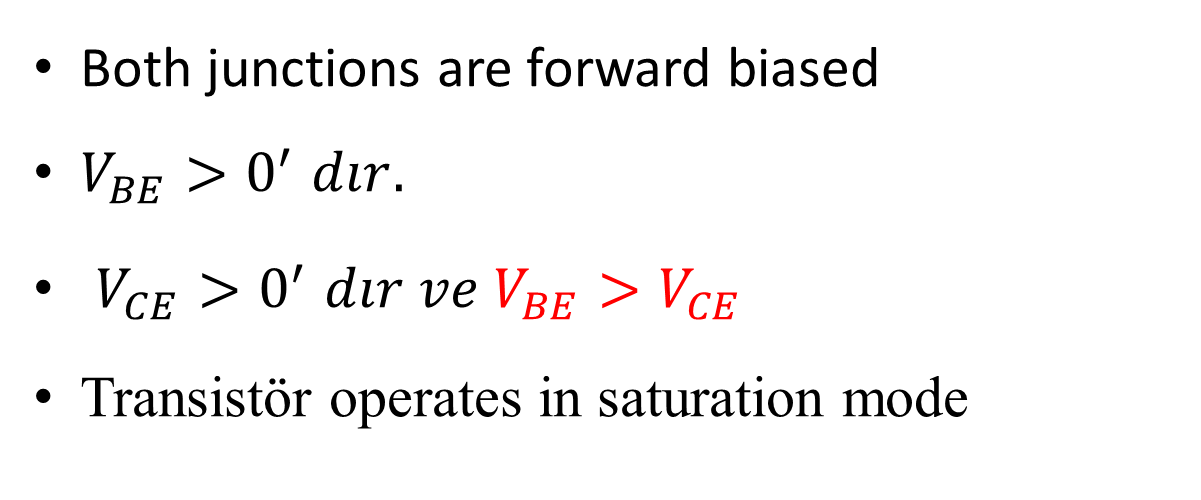 • Both junctions are forward biased
• V_BE > 0′ dır.
• V_CE > 0′ dır ve V_BE > V_CE
• Transistör operates in saturation mode